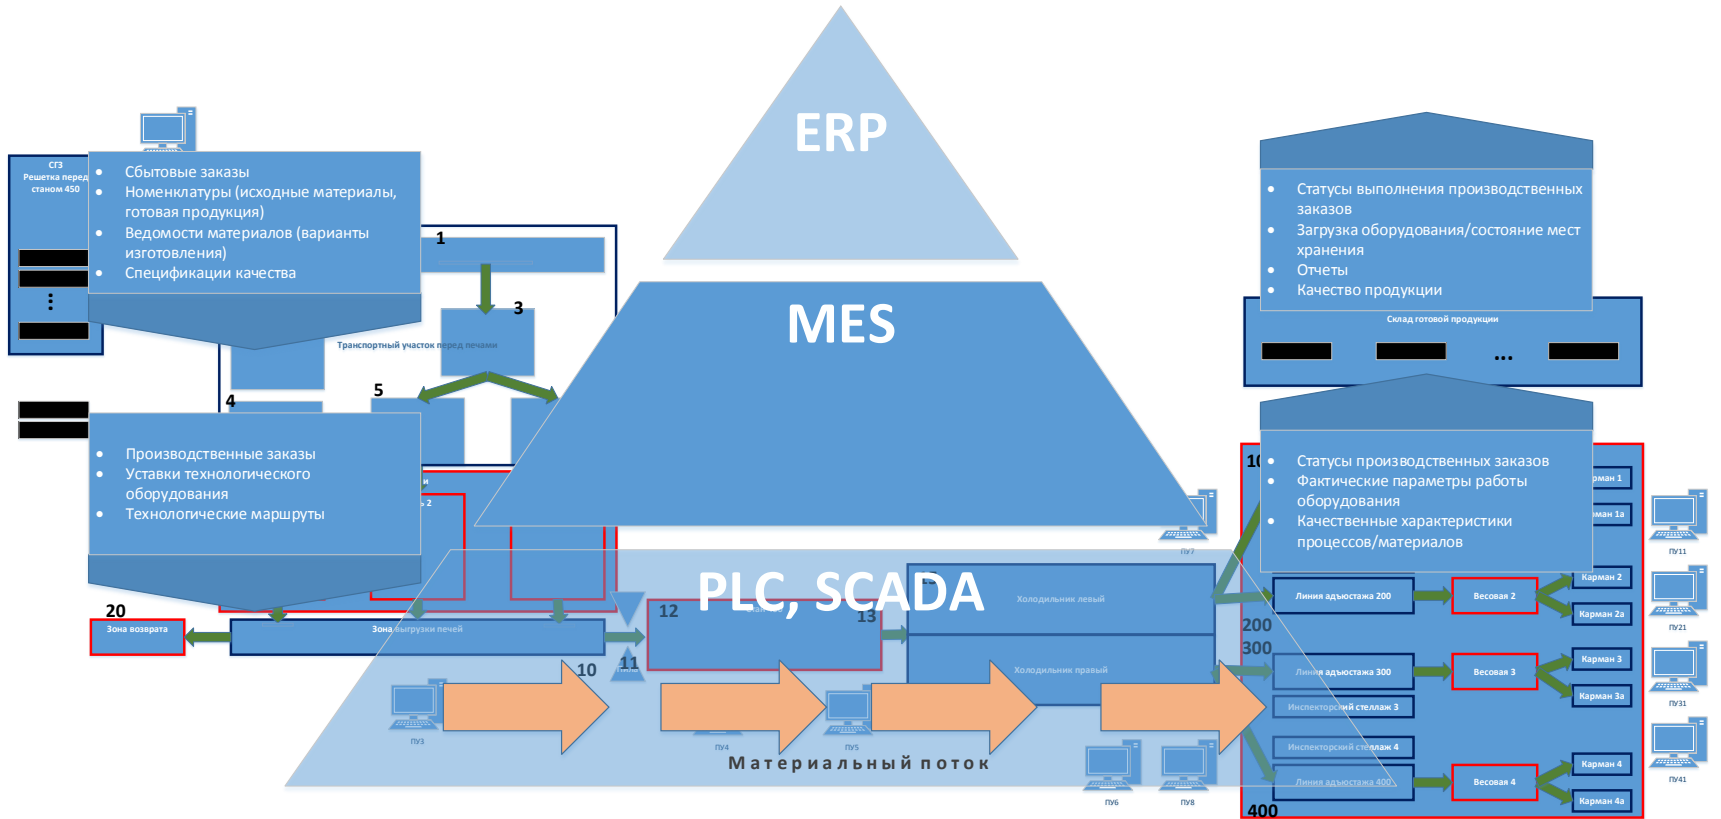 ERP
MES
PLC, SCADA
СГЗ
Решетка перед
станом 450
• Сбытовые заказы
• Номенклатуры (исходные материалы,
готовая продукция)
• Ведомости материалов (варианты
изготовления)
• Спецификации качества
1
3
Транспортный участок перед печами
5
4
• Производственные заказы
• Уставки технологического
оборудования
• Технологические маршруты
20
Зона возврата
Зона выгрузки печей
10
11
12
13
Холодильник левый
Холодильник правый
ПУ3
ПУ4
ПУ5
ПУ6
ПУ8
ПУ7
Материальный поток
• Статусы выполнения производственных
заказов
• Загрузка оборудования/состояние мест
хранения
• Отчеты
• Качество продукции
Склад готовой продукции
...
• Статусы производственных заказов
• Фактические параметры работы
оборудования
• Качественные характеристики
процессов/материалов
200
300
400
Линия адъюстажа 200
Весовая 2
Карман 2
Карман 2а
Линия адъюстажа 300
Весовая 3
Карман 3
Карман 3а
Инспекторский стеллаж 3
Инспекторский стеллаж 4
Линия адъюстажа 400
Весовая 4
Карман 4
Карман 4а
ПУ11
ПУ21
ПУ31
ПУ41